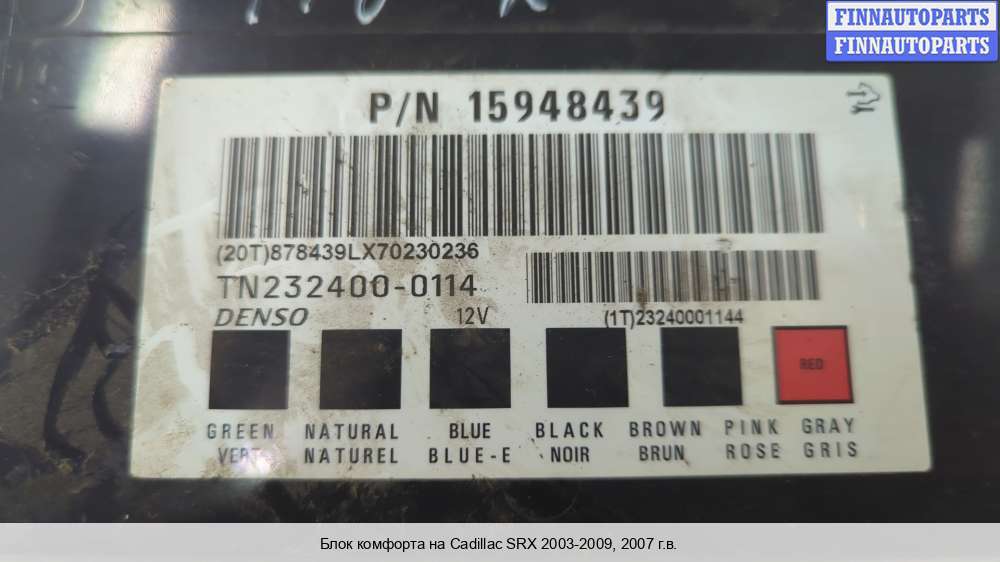 FINNAUTOPARTS
FINNAUTOPARTS
P/N 15948439
(20T)878439LX70230236
TN232400-0114
DENSO 12V (1T)23240001144
RED
GREEN NATURAL BLUE BLACK BROWN PINK GRAY
VERT NATUREL BLUE-E NOIR BRUN ROSE GRIS
Блок комфорта на Cadillac SRX 2003-2009, 2007 г.в.